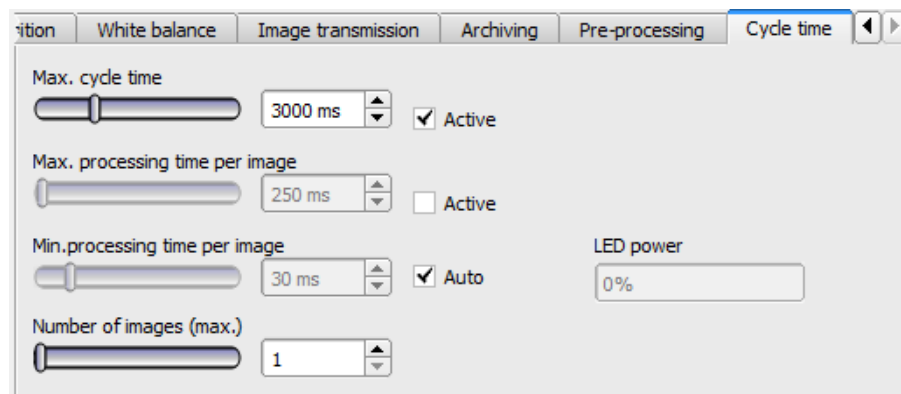 ition White balance Image transmission Archiving Pre-processing Cycle time
Max. cycle time
3000 ms Active
Max. processing time per image
250 ms Active
Min.processing time per image LED power
30 ms Auto 0%
Number of images (max.)
1